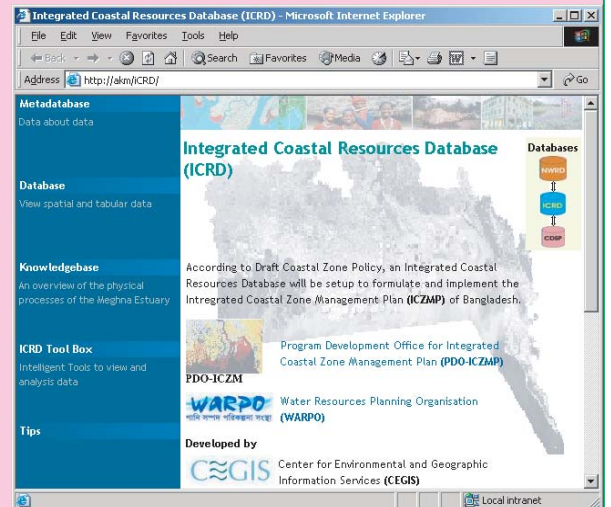 Integrated Coastal Resources Database (ICRD) - Microsoft Internet Explorer
File Edit View Favorites Tools Help
Back Search Favorites Media
Address http://akm/iCRD/ Go
Metadatabase
Data about data
Database
View spatial and tabular data
Knowledgebase
An overview of the physical
processes of the Meghna Estuary
ICRD Tool Box
Intelligent Tools to view and
analysis data
Tips
Integrated Coastal Resources Database
(ICRD)
Databases
NWRD
ICRD
CDSP
According to Draft Coastal Zone Policy, an Integrated Coastal
Resources Database will be setup to formulate and implement the
Intregrated Coastal Zone Management Plan (ICZMP) of Bangladesh.
PDO-ICZM
Program Development Office for Integrated
Coastal Zone Management Plan (PDO-ICZMP)
WARPO
পানি সম্পদ পরিকল্পনা সংস্থা
Water Resources Planning Organisation
(WARPO)
Developed by
CEGIS
Center for Environmental and Geographic
Information Services (CEGIS)
Local intranet